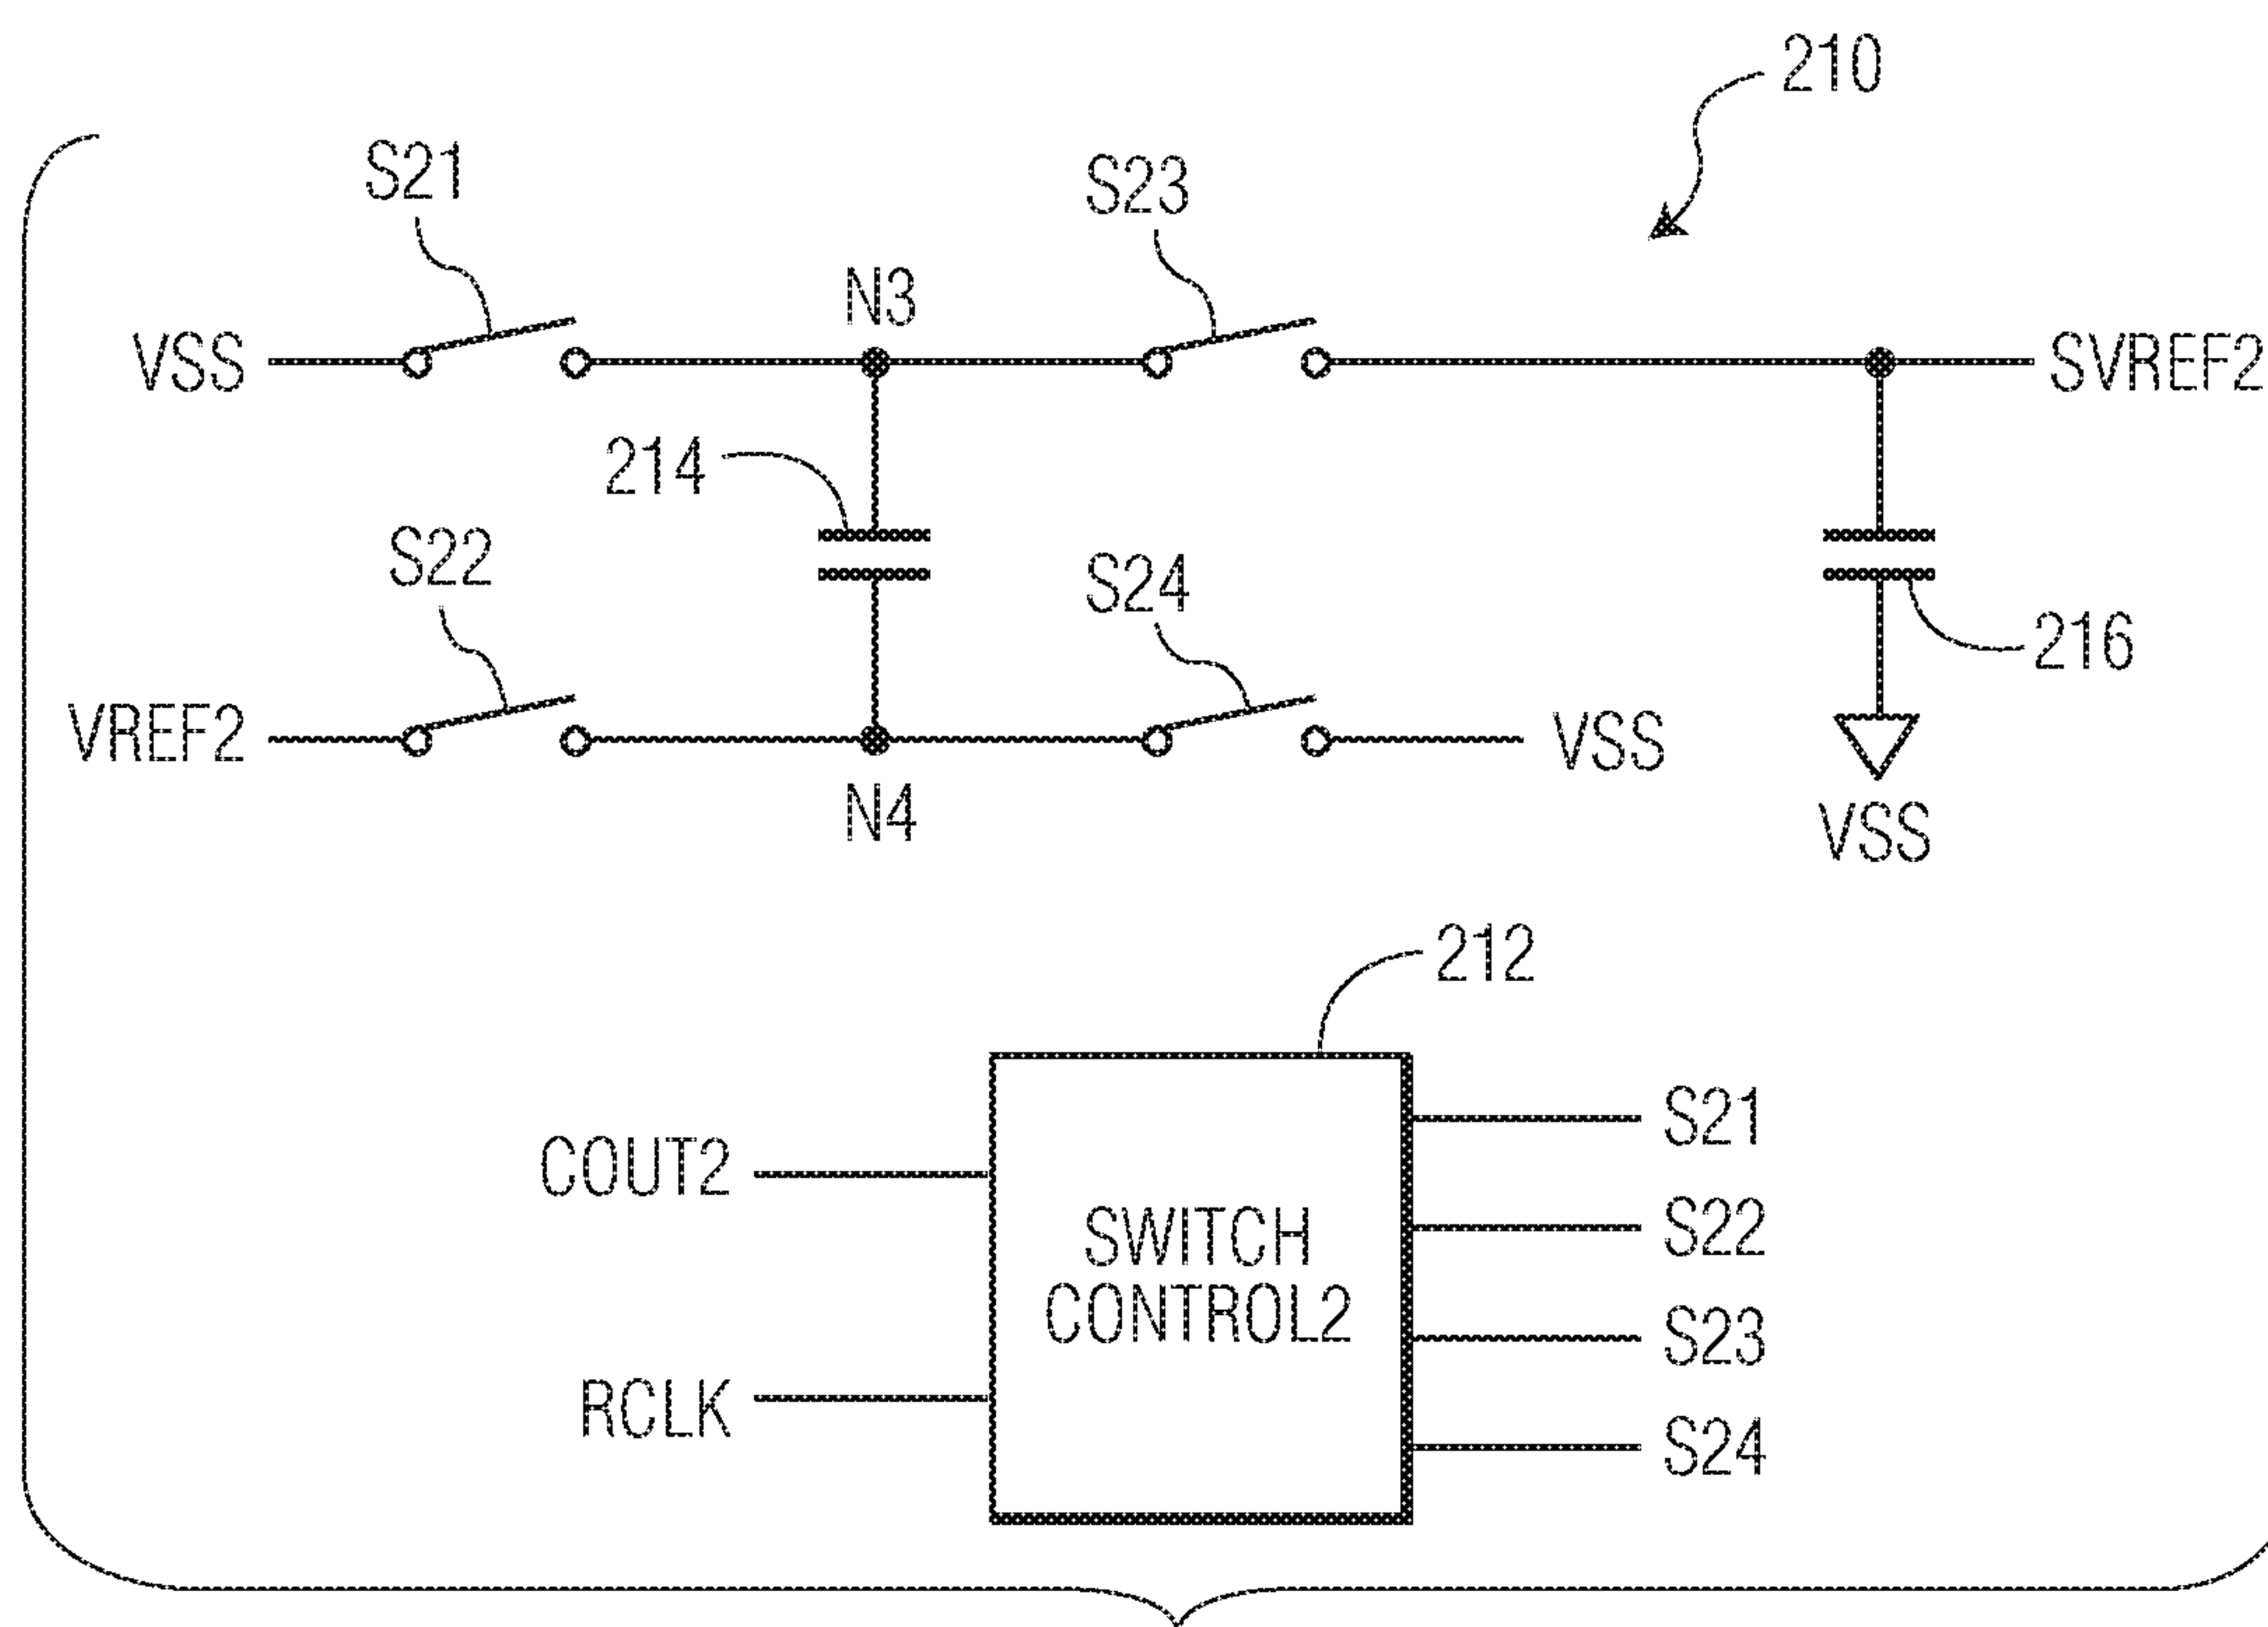 210
S21
S23
N3
VSS
SVREF2
214
S22
S24
216
VREF2
VSS
N4
VSS
212
S21
COUT2
S22
SWITCH
CONTROL2
S23
RCLK
S24